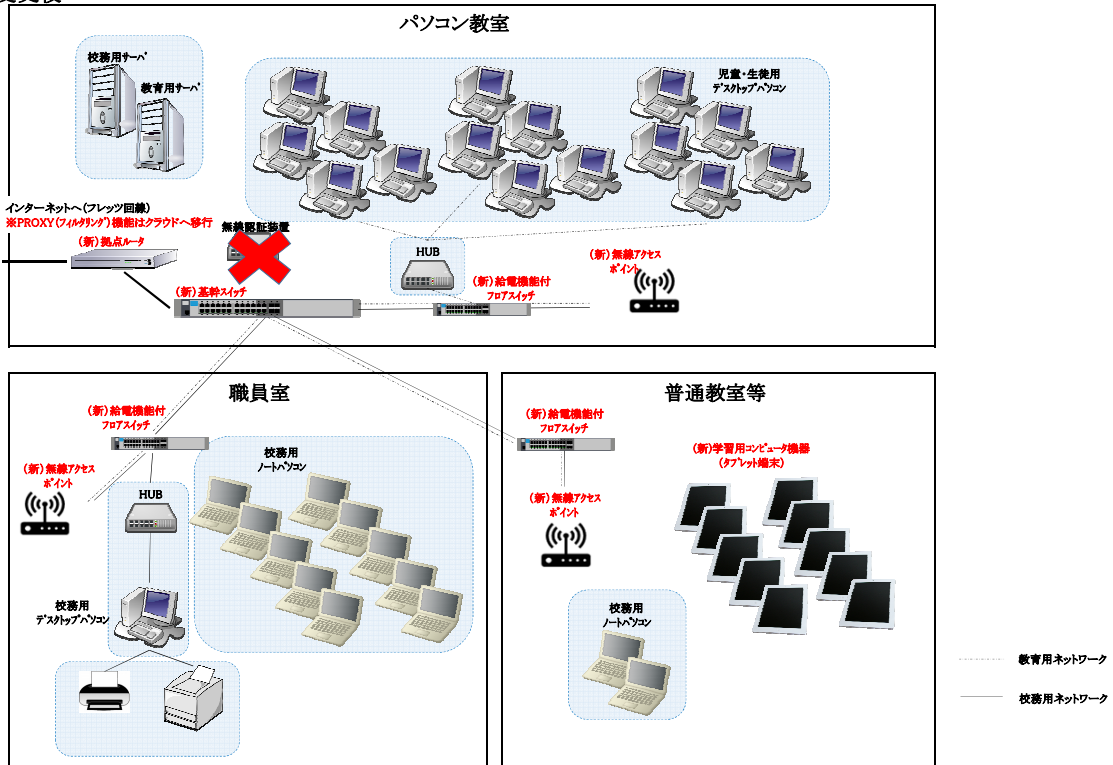 パソコン教室
校務用サーバ
教育用サーバ
児童・生徒用
デスクトップパソコン
インターネットへ(フレッツ回線)
※PROXY(フィルタリング)機能はクラウドへ移行
(新)拠点ルータ
無線認証装置
HUB
(新)無線アクセス
ポイント
(新)給電機能付
フロアスイッチ
(新)基幹スイッチ
職員室
(新)給電機能付
フロアスイッチ
校務用
ノートパソコン
(新)無線アクセス
ポイント
HUB
校務用
デスクトップパソコン
普通教室等
(新)給電機能付
フロアスイッチ
(新)学習用コンピュータ機器
(タブレット端末)
(新)無線アクセス
ポイント
校務用
ノートパソコン
教育用ネットワーク
校務用ネットワーク